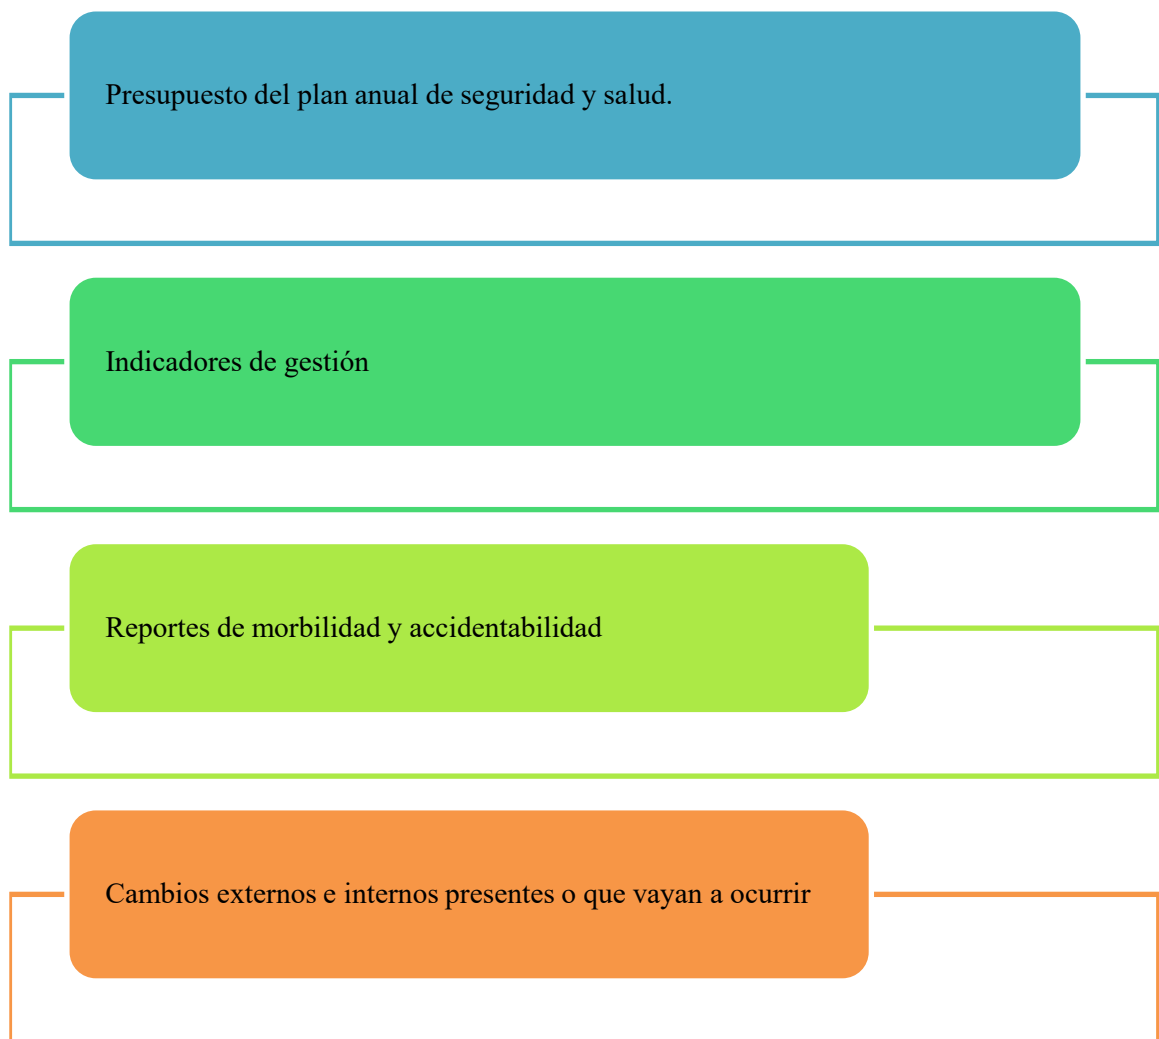 Presupuesto del plan anual de seguridad y salud.
Indicadores de gestión
Reportes de morbilidad y accidentabilidad
Cambios externos e internos presentes o que vayan a ocurrir